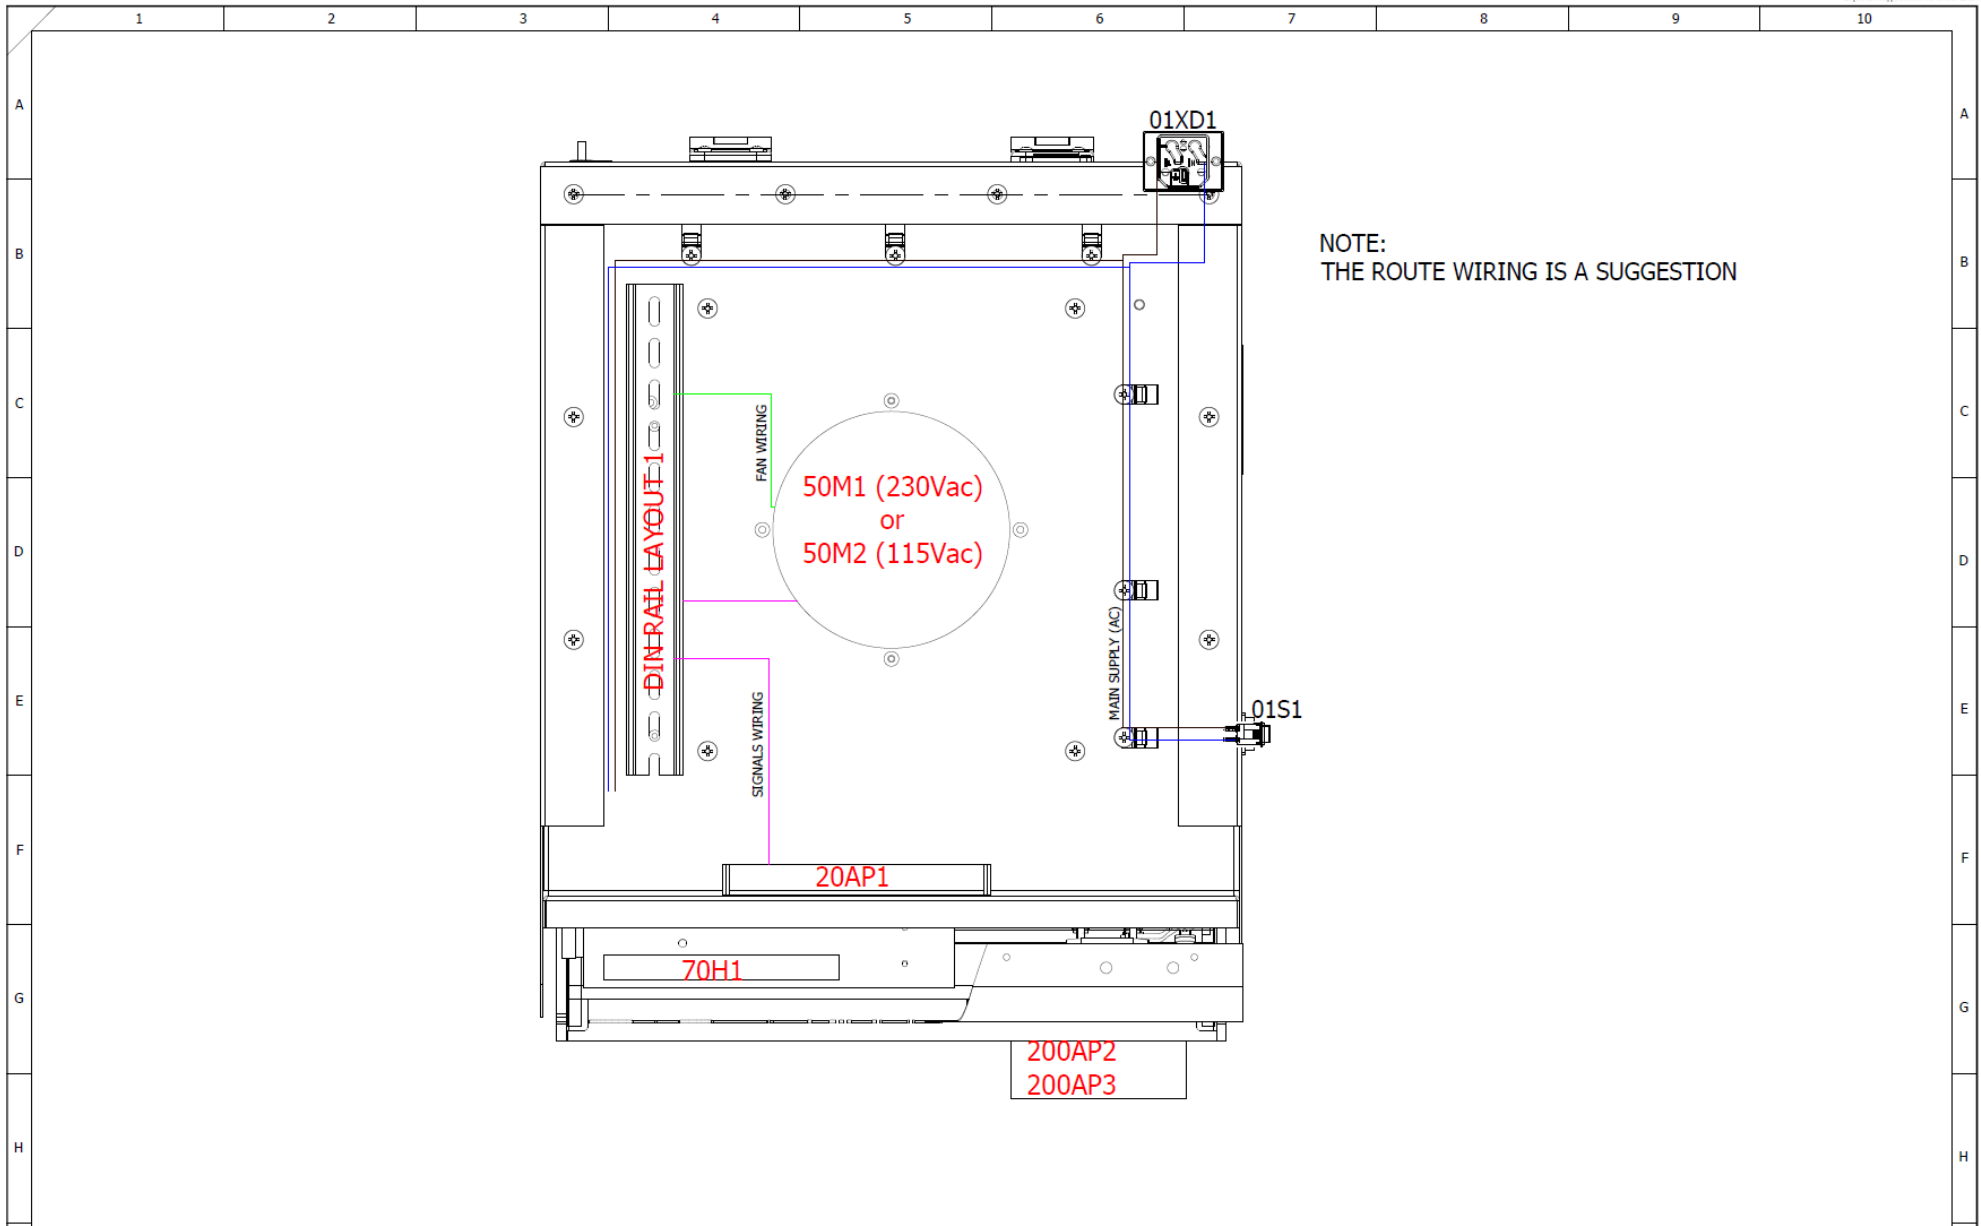 1 2 3 4 5 6 7 8 9 10
A A
01XD1
B B
NOTE:
THE ROUTE WIRING IS A SUGGESTION
C C
FAN WIRING
50M1 (230Vac)
or
50M2 (115Vac)
DIN RAIL LAYOUT 1
D D
MAIN SUPPLY (AC)
E E
01S1
SIGNALS WIRING
F F
20AP1
70H1
G G
200AP2
200AP3
H H